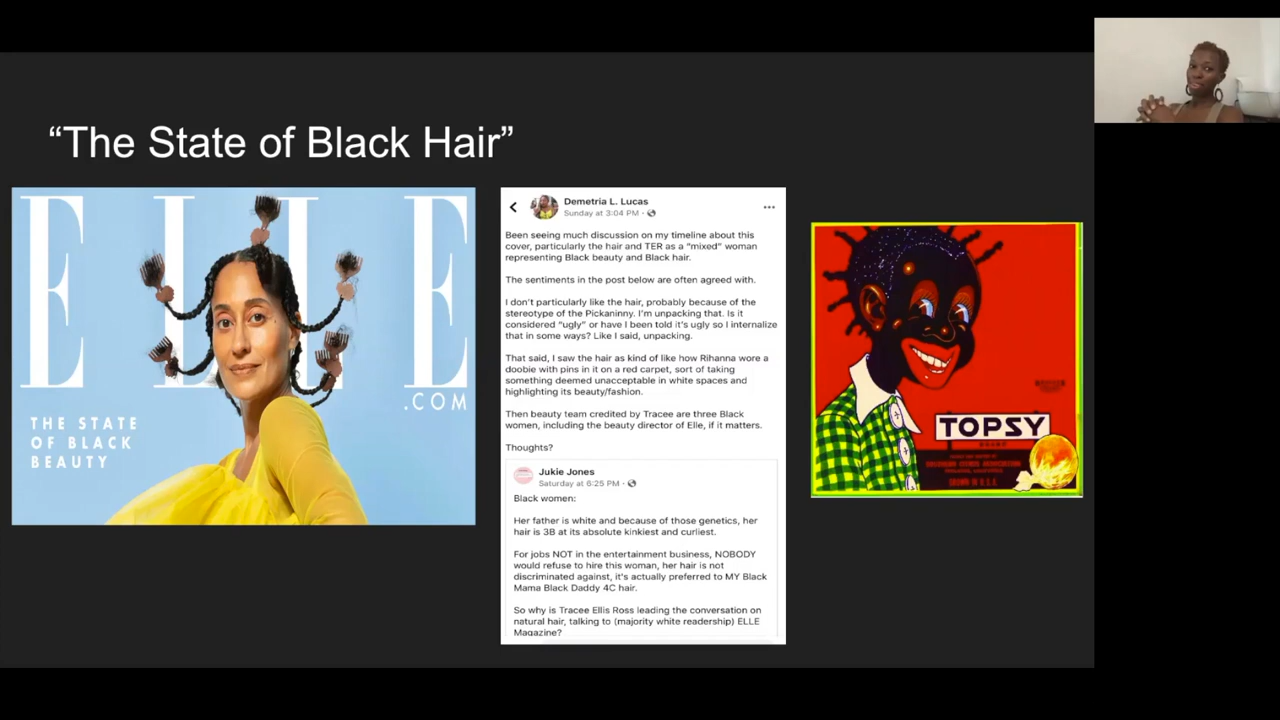 “The State of Black Hair”
ELLE
.COM
THE STATE
OF BLACK
BEAUTY
Demetria L. Lucas
Sunday at 3:04 PM ·
Been seeing much discussion on my timeline about this
cover, particularly the hair and TER as a “mixed” woman
representing Black beauty and Black hair.
The sentiments in the post below are often agreed with.
I don’t particularly like the hair, probably because of the
stereotype of the Pickaninny. I’m unpacking that. Is it
considered “ugly” or have I been told it’s ugly so I internalize
that in some ways? Like I said, unpacking.
That said, I saw the hair as kind of like how Rihanna wore a
doobie with pins in it on a red carpet, sort of taking
something deemed unacceptable in white spaces and
highlighting its beauty/fashion.
Then beauty team credited by Tracee are three Black
women, including the beauty director of Elle, if it matters.
Thoughts?
Jukie Jones
Saturday at 6:25 PM ·
Black women:
Her father is white and because of those genetics, her
hair is 3B at its absolute kinkiest and curliest.
For jobs NOT in the entertainment business, NOBODY
would refuse to hire this woman, her hair is not
discriminated against, it’s actually preferred to MY Black
Mama Black Daddy 4C hair.
So why is Tracee Ellis Ross leading the conversation on
natural hair, talking to (majority white readership) ELLE
Magazine?
TOPSY
BRAND
GROWN IN U.S.A.